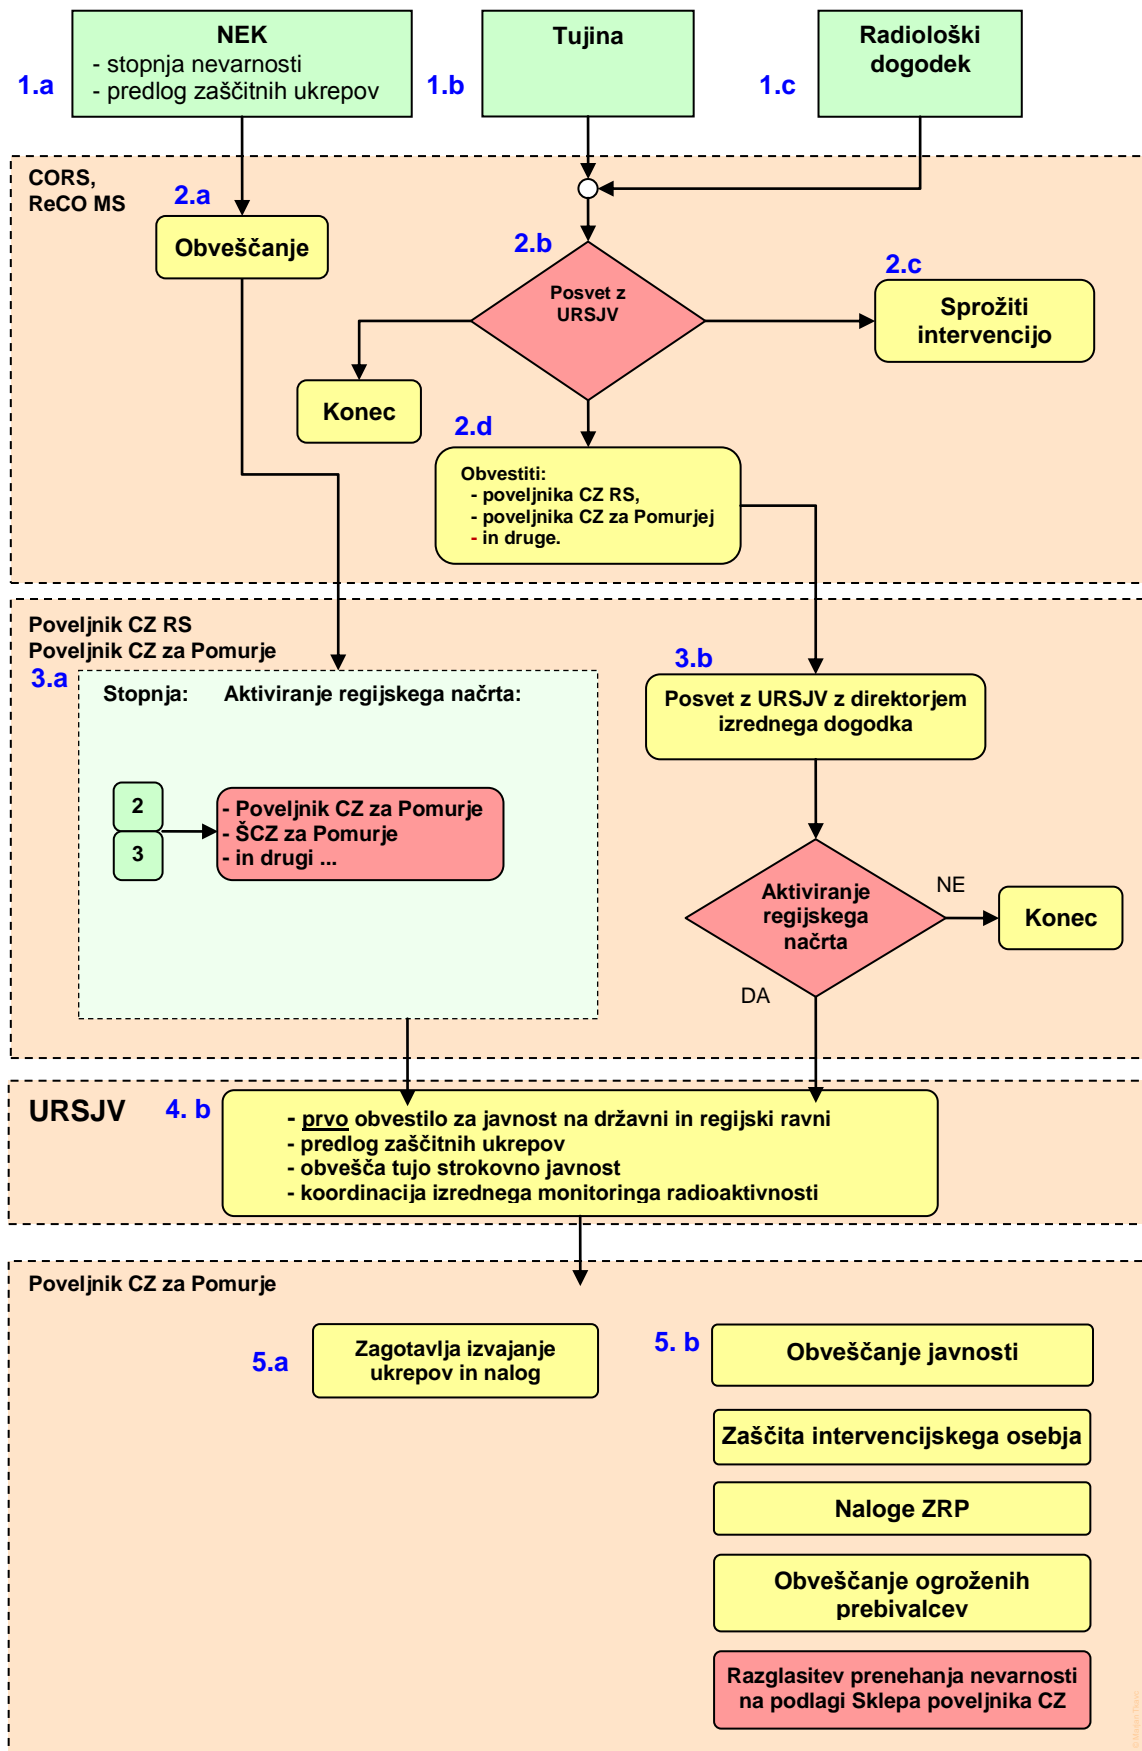 NEK
- stopnja nevarnosti
- predlog zaščitnih ukrepov
1.a
Tujina
1.b
Radiološki
dogodek
1.c
CORS,
ReCO MS
2.a
Obveščanje
2.b
Posvet z
URSJV
2.c
Sprožiti
intervencijo
Konec
2.d
Obvestiti:
- poveljnika CZ RS,
- poveljnika CZ za Pomurjej
- in druge.
Poveljnik CZ RS
Poveljnik CZ za Pomurje
3.a
Stopnja: Aktiviranje regijskega načrta:
2
3
- Poveljnik CZ za Pomurje
- ŠCZ za Pomurje
- in drugi ...
3.b
Posvet z URSJV z direktorjem
izrednega dogodka
Aktiviranje
regijskega
načrta
NE
Konec
DA
URSJV
4. b
- prvo obvestilo za javnost na državni in regijski ravni
- predlog zaščitnih ukrepov
- obvešča tujo strokovno javnost
- koordinacija izrednega monitoringa radioaktivnosti
Poveljnik CZ za Pomurje
5.a
Zagotavlja izvajanje
ukrepov in nalog
5. b
Obveščanje javnosti
Zaščita intervencijskega osebja
Naloge ZRP
Obveščanje ogroženih
prebivalcev
Razglasitev prenehanja nevarnosti
na podlagi Sklepa poveljnika CZ